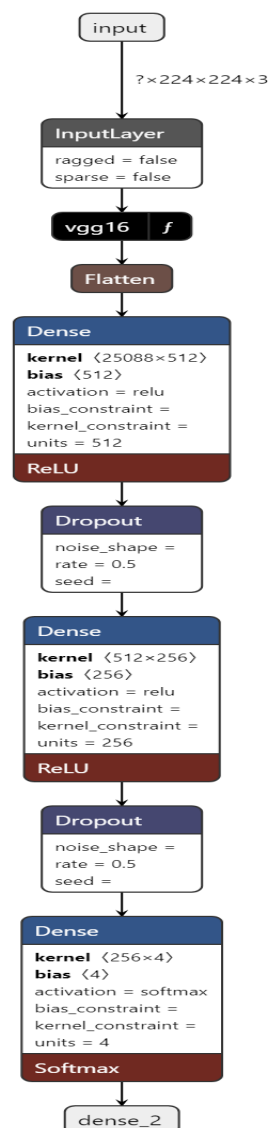 input
?×224×224×3
InputLayer
ragged = false
sparse = false
vgg16 f
Flatten
Dense
kernel ⟨25088×512⟩
bias ⟨512⟩
activation = relu
bias_constraint =
kernel_constraint =
units = 512
ReLU
Dropout
noise_shape =
rate = 0.5
seed =
Dense
kernel ⟨512×256⟩
bias ⟨256⟩
activation = relu
bias_constraint =
kernel_constraint =
units = 256
ReLU
Dropout
noise_shape =
rate = 0.5
seed =
Dense
kernel ⟨256×4⟩
bias ⟨4⟩
activation = softmax
bias_constraint =
kernel_constraint =
units = 4
Softmax
dense_2